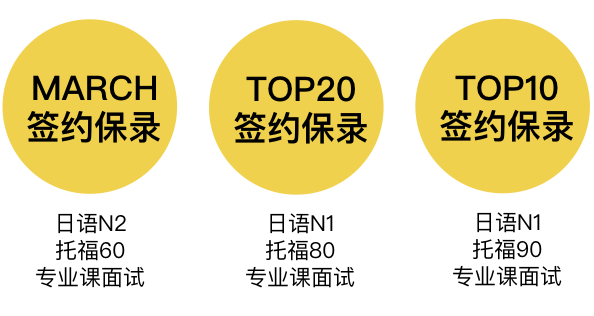 MARCH
签约保录
日语N2
托福60
专业课面试
TOP20
签约保录
日语N1
托福80
专业课面试
TOP10
签约保录
日语N1
托福90
专业课面试